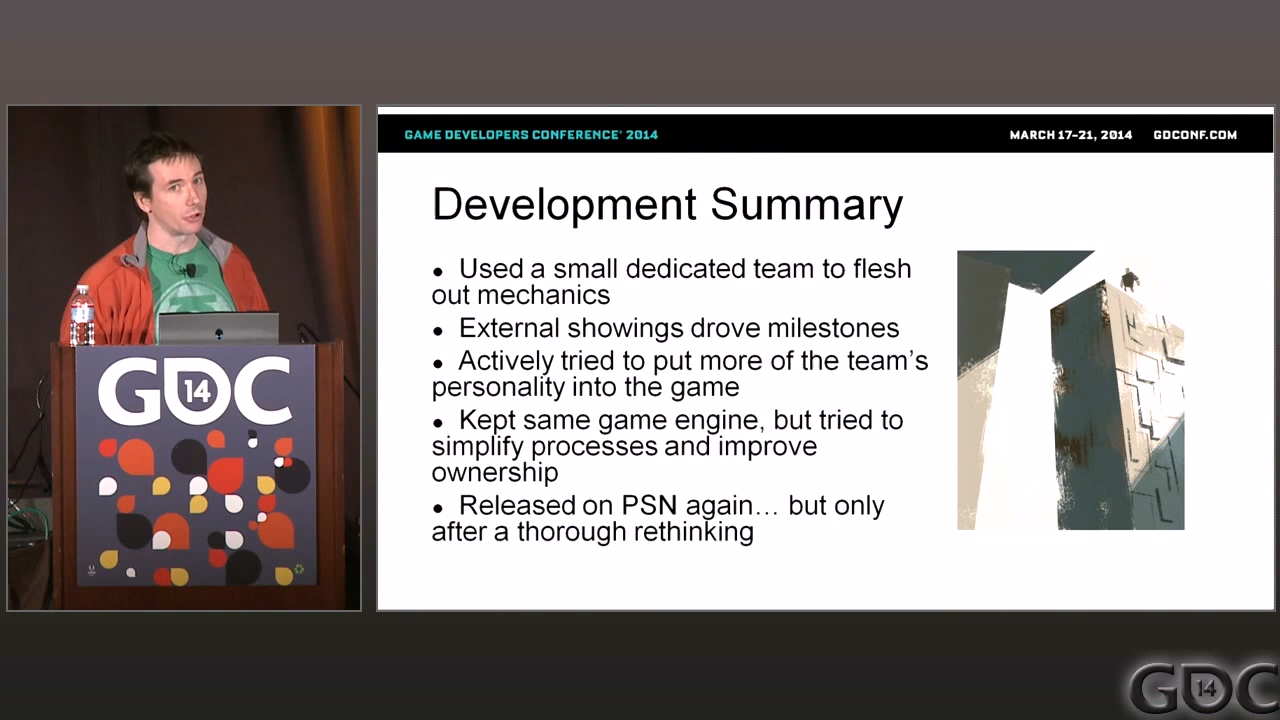 GAME DEVELOPERS CONFERENCE® 2014
MARCH 17–21, 2014 GDCONF.COM
Development Summary
● Used a small dedicated team to flesh
out mechanics
● External showings drove milestones
● Actively tried to put more of the team’s
personality into the game
● Kept same game engine, but tried to
simplify processes and improve
ownership
● Released on PSN again… but only
after a thorough rethinking
GDC
14
GDC
14